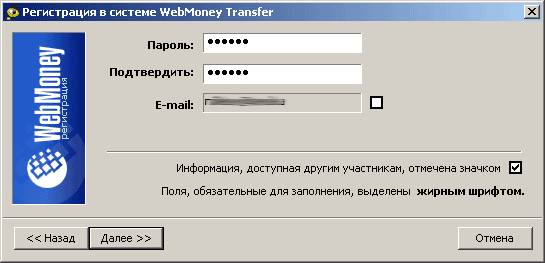 Регистрация в системе WebMoney Transfer
WebMoney
регистрация
Пароль: ●●●●●●
Подтвердить: ●●●●●●
E-mail:
Информация, доступная другим участникам, отмечена значком
Поля, обязательные для заполнения, выделены жирным шрифтом.
<< Назад Далее >> Отмена